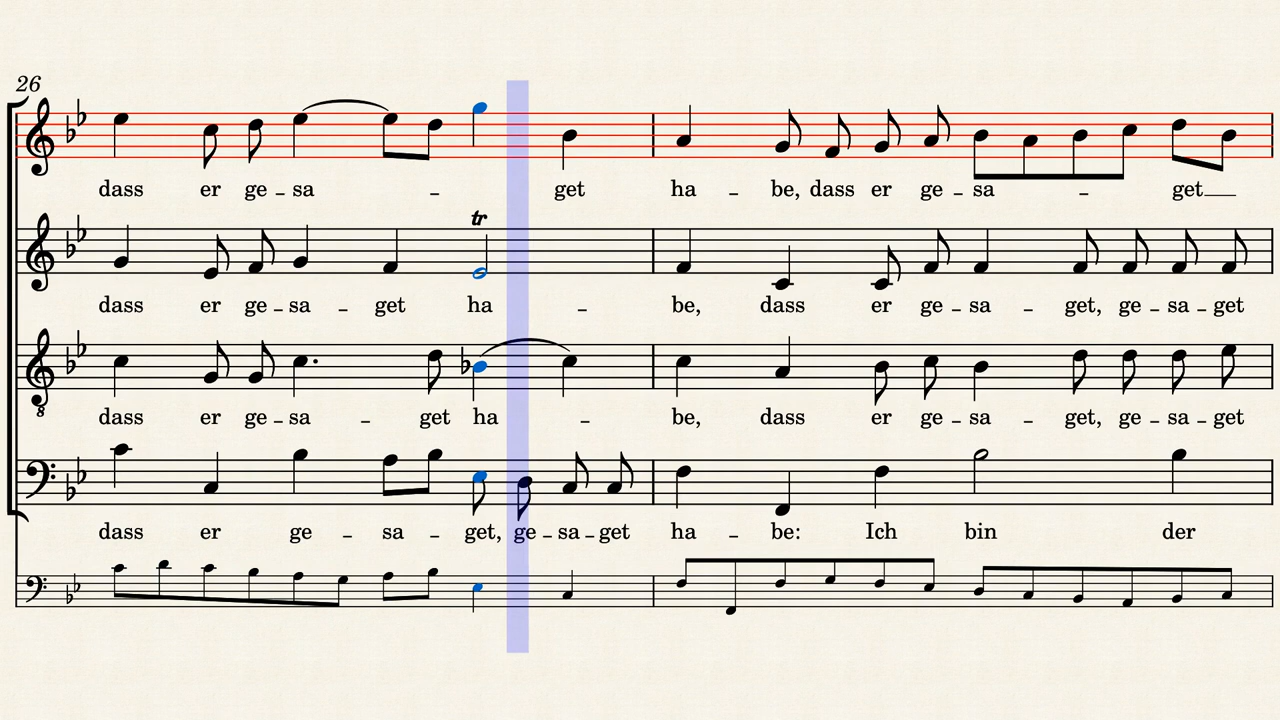 26
dass er ge - sa - get ha - be, dass er ge - sa - get
tr
dass er ge - sa - get ha - be, dass er ge - sa - get, ge - sa - get
8
dass er ge - sa - get ha - be, dass er ge - sa - get, ge - sa - get
dass er ge - sa - get, ge - sa - get ha - be: Ich bin der